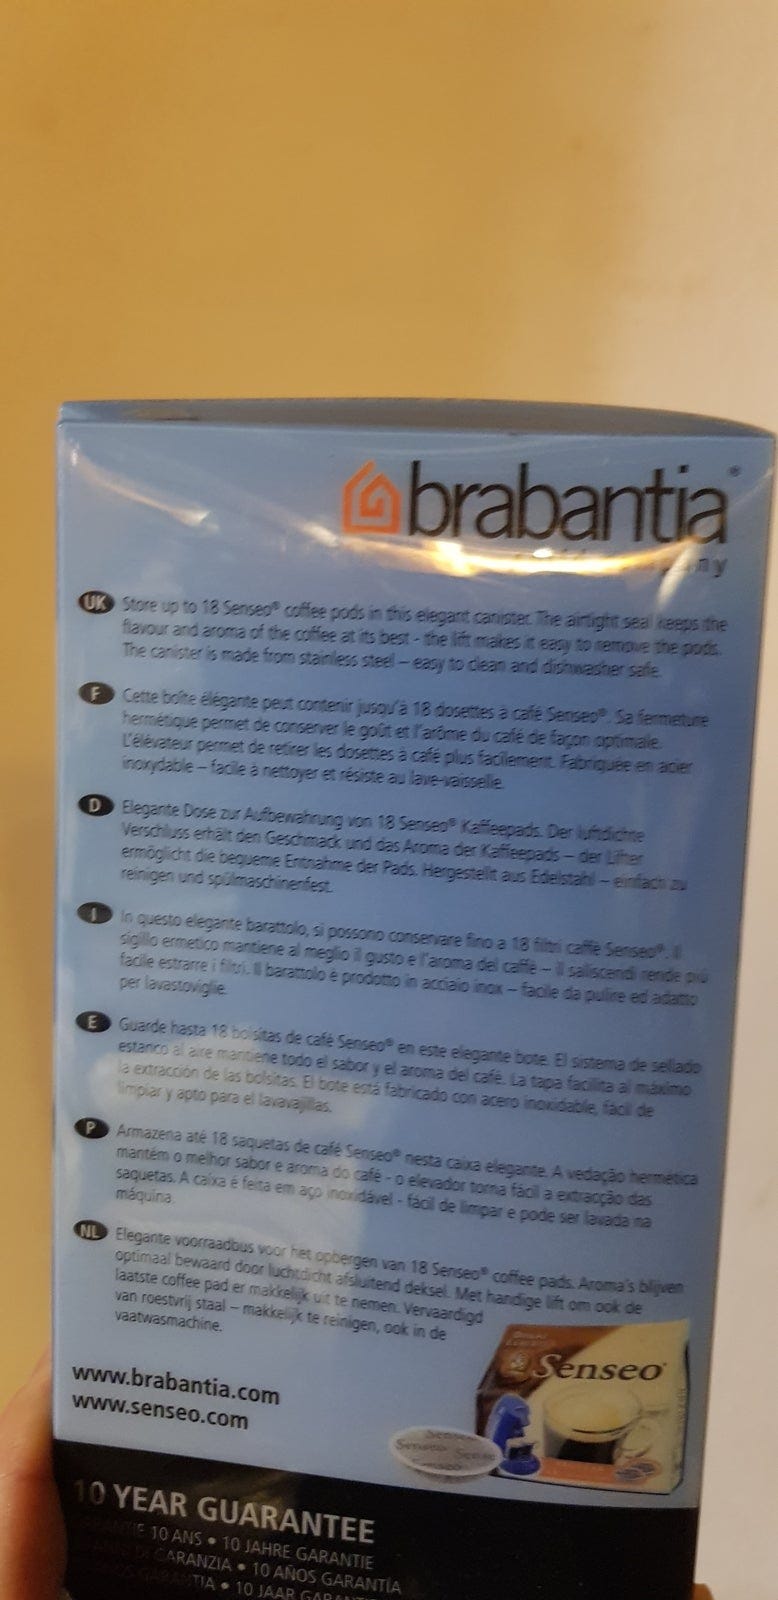 brabantia®
UK Store up to 18 Senseo® coffee pods in this elegant canister. The airtight seal keeps the
flavour and aroma of the coffee at its best - the lift makes it easy to remove the pods.
The canister is made from stainless steel – easy to clean and dishwasher safe.
F Cette boîte élégante peut contenir jusqu'à 18 dosettes à café Senseo®. Sa fermeture
hermétique permet de conserver le goût et l'arôme du café de façon optimale.
L'élévateur permet de retirer les dosettes à café plus facilement. Fabriquée en acier
inoxydable – facile à nettoyer et résiste au lave-vaisselle.
D Elegante Dose zur Aufbewahrung von 18 Senseo® Kaffeepads. Der luftdichte
Verschluss erhält den Geschmack und das Aroma der Kaffeepads – der Lifter
ermöglicht die bequeme Entnahme der Pads. Hergestellt aus Edelstahl – einfach zu
reinigen und spülmaschinenfest.
I In questo elegante barattolo, si possono conservare fino a 18 filtri caffè Senseo®. Il
sigillo ermetico mantiene al meglio il gusto e l'aroma del caffè – il saliscendi rende più
facile estrarre i filtri. Il barattolo è prodotto in acciaio inox – facile da pulire ed adatto
per lavastoviglie.
E Guarde hasta 18 bolsitas de café Senseo® en este elegante bote. El sistema de sellado
estanco al aire mantiene todo el sabor y el aroma del café. La tapa facilita al máximo
la extracción de las bolsitas. El bote está fabricado con acero inoxidable, fácil de
limpiar y apto para el lavavajillas.
P Armazena até 18 saquetas de café Senseo® nesta caixa elegante. A vedação hermética
mantém o melhor sabor e aroma do café - o elevador torna fácil a extracção das
saquetas. A caixa é feita em aço inoxidável - fácil de limpar e pode ser lavada na
máquina.
NL Elegante voorraadbus voor het opbergen van 18 Senseo® coffee pads. Aroma's blijven
optimaal bewaard door luchtdicht afsluitend deksel. Met handige lift om ook de
laatste coffee pad er makkelijk uit te nemen. Vervaardigd
van roestvrij staal – makkelijk te reinigen, ook in de
vaatwasmachine.
Senseo®
www.brabantia.com
www.senseo.com
Senseo
Senseo Senseo
Senseo
10 YEAR GUARANTEE
10 ANS • 10 JAHRE GARANTIE
GARANZIA • 10 AÑOS GARANTÍA
• 10 JAAR